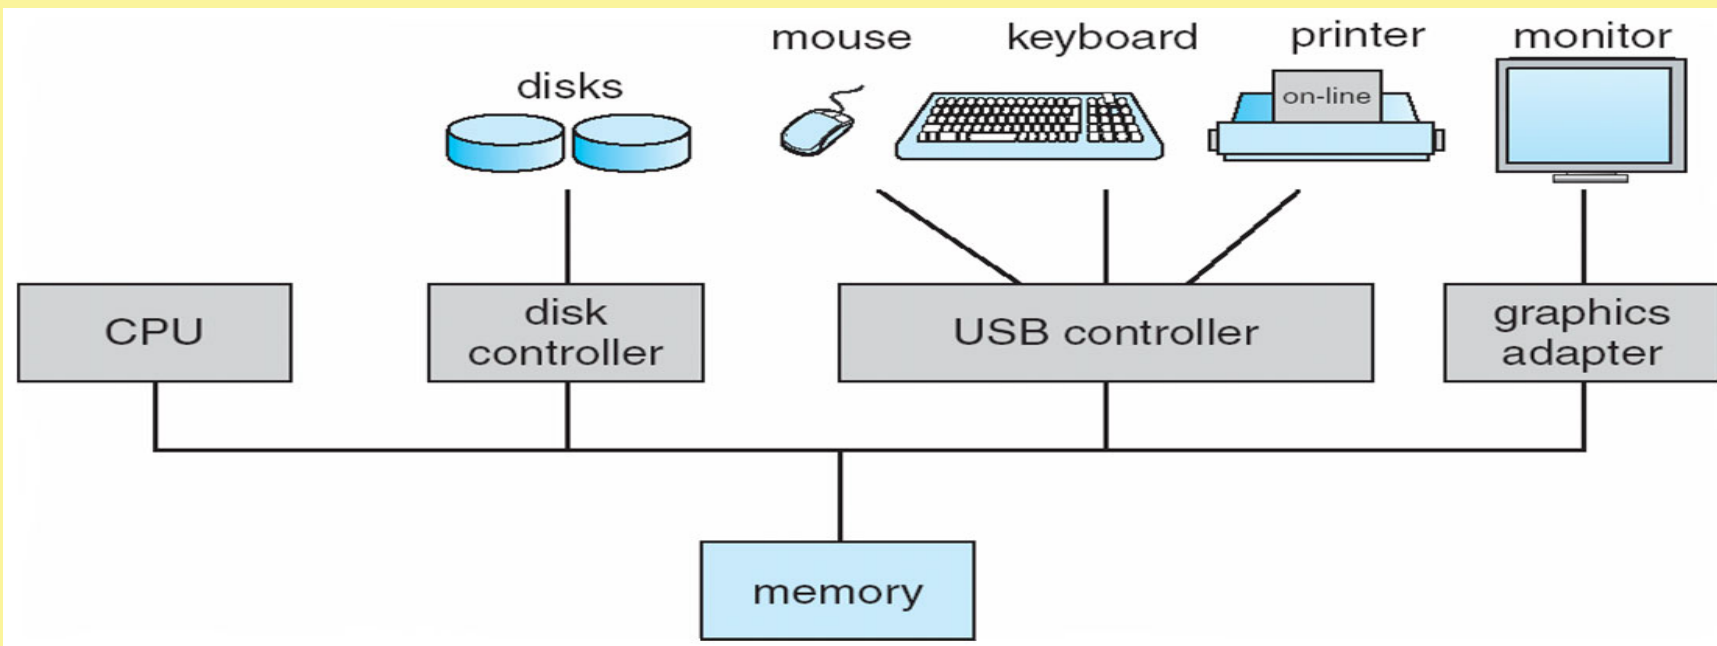 mouse
keyboard
printer
monitor
disks
on-line
CPU
disk
controller
USB controller
graphics
adapter
memory